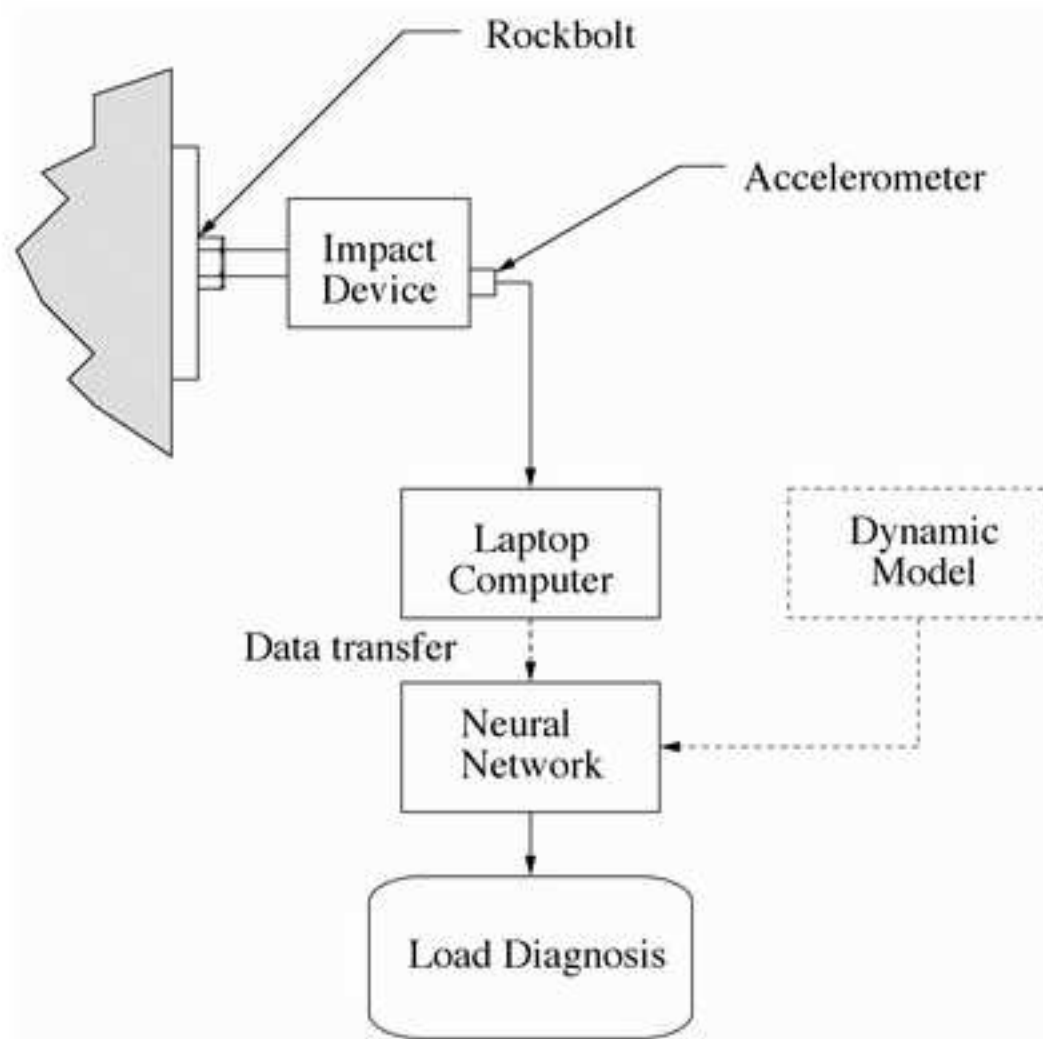 Rockbolt
Accelerometer
Impact
Device
Laptop
Computer
Dynamic
Model
Data transfer
Neural
Network
Load Diagnosis